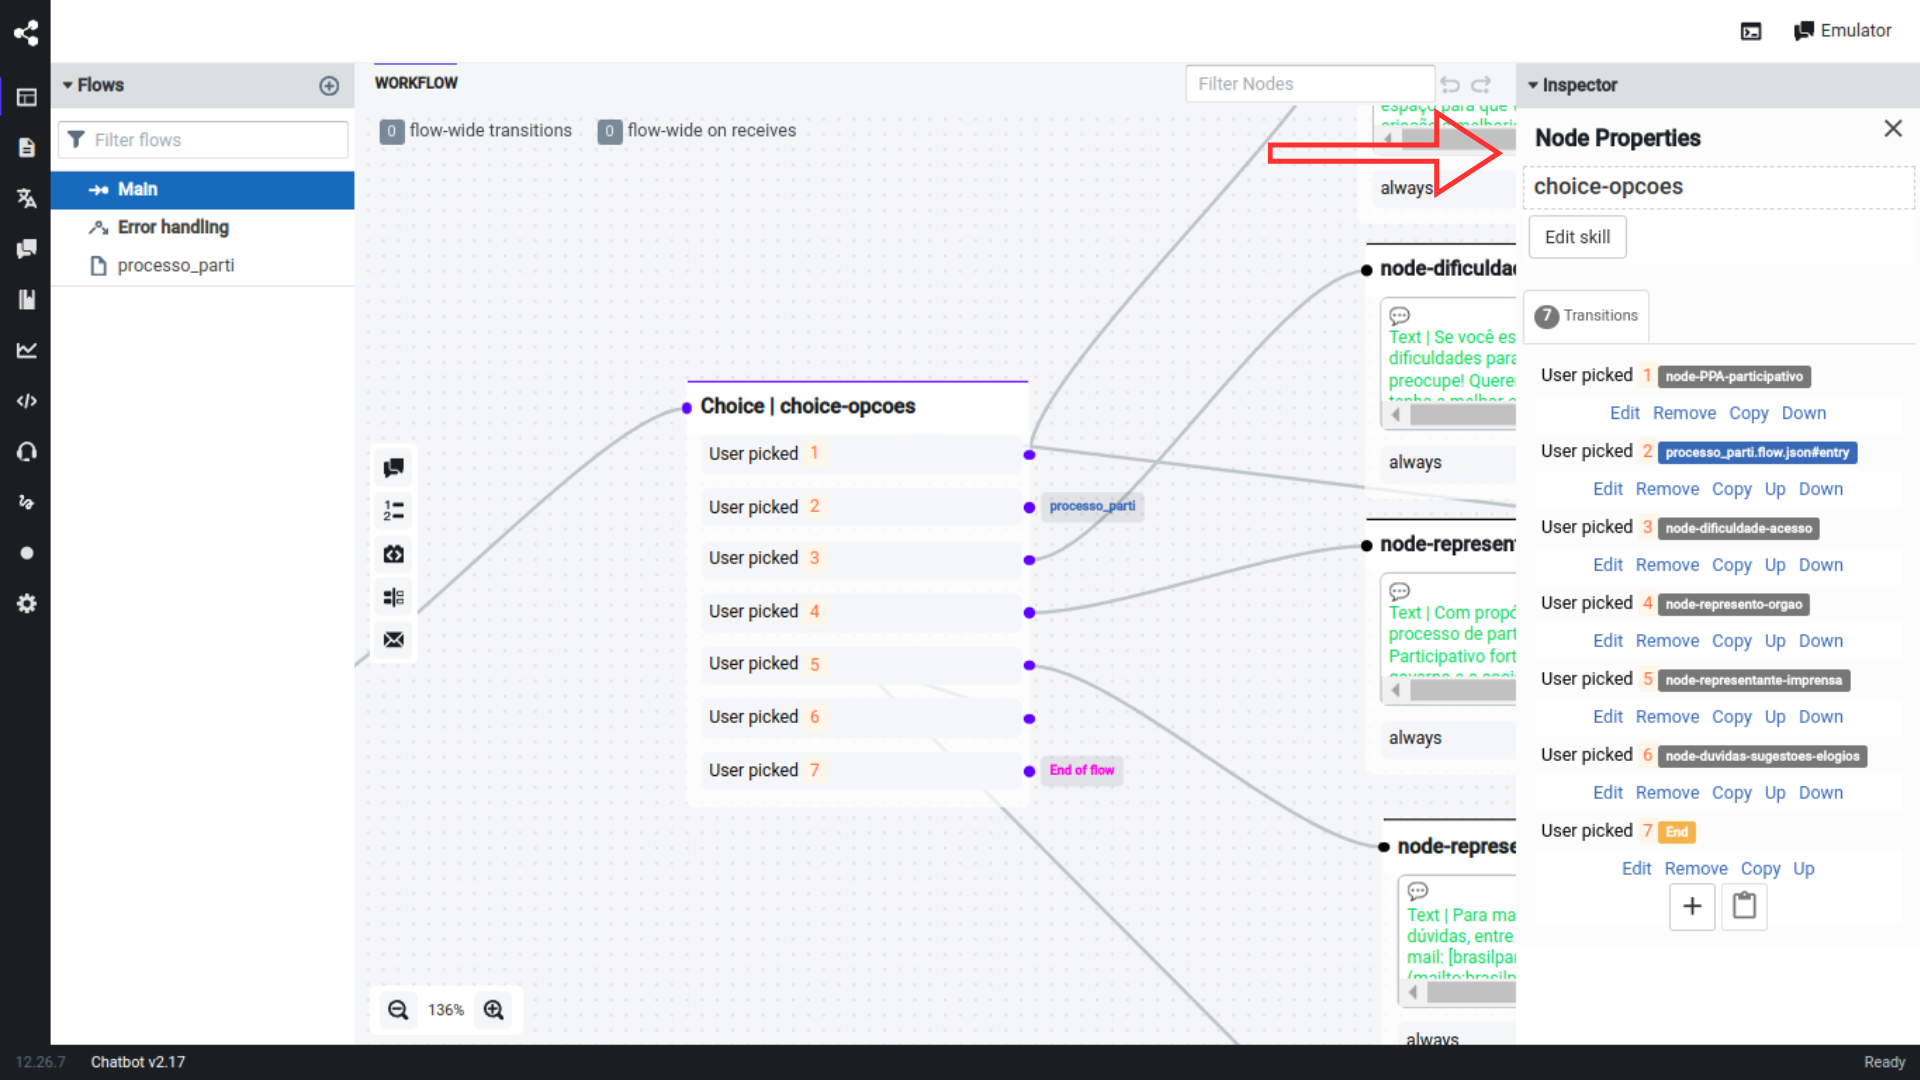 Emulator
Flows
Filter flows
Main
Error handling
processo_parti
WORKFLOW
Filter Nodes
0 flow-wide transitions
0 flow-wide on receives
Choice | choice-opcoes
User picked 1
User picked 2
processo_parti
User picked 3
User picked 4
User picked 5
User picked 6
User picked 7
End of flow
136%
espaço para que
always
node-dificulda
Text | Se você es
dificuldades para
preocupe! Querer
always
node-represent
Text | Com propó
processo de part
Participativo fort
always
node-represe
Text | Para ma
dúvidas, entre
mail: [brasilpar
(mailto:brasilp
always
Inspector
Node Properties
choice-opcoes
Edit skill
7 Transitions
User picked 1 node-PPA-participativo
Edit Remove Copy Down
User picked 2 processo_parti.flow.json#entry
Edit Remove Copy Up Down
User picked 3 node-dificuldade-acesso
Edit Remove Copy Up Down
User picked 4 node-represento-orgao
Edit Remove Copy Up Down
User picked 5 node-representante-imprensa
Edit Remove Copy Up Down
User picked 6 node-duvidas-sugestoes-elogios
Edit Remove Copy Up Down
User picked 7 End
Edit Remove Copy Up
12.26.7 Chatbot v2.17
Ready